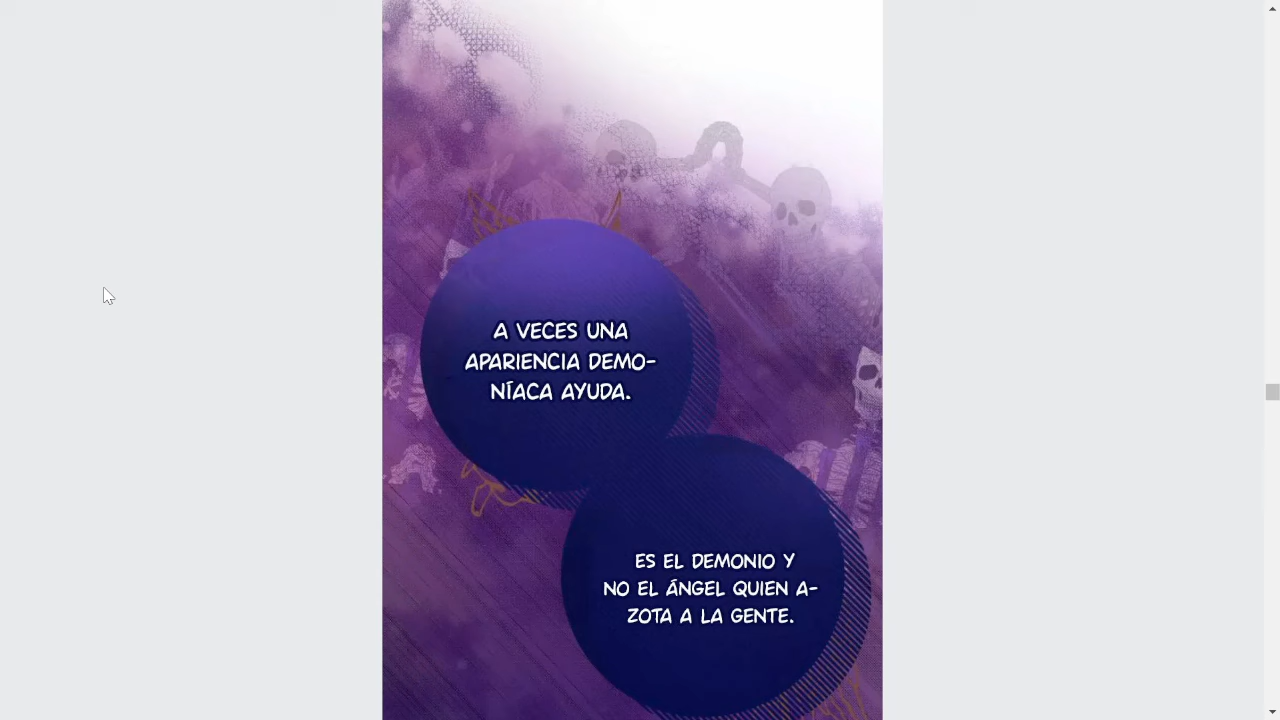 A VECES UNA
APARIENCIA DEMO-
NÍACA AYUDA.
ES EL DEMONIO Y
NO EL ÁNGEL QUIEN A-
ZOTA A LA GENTE.